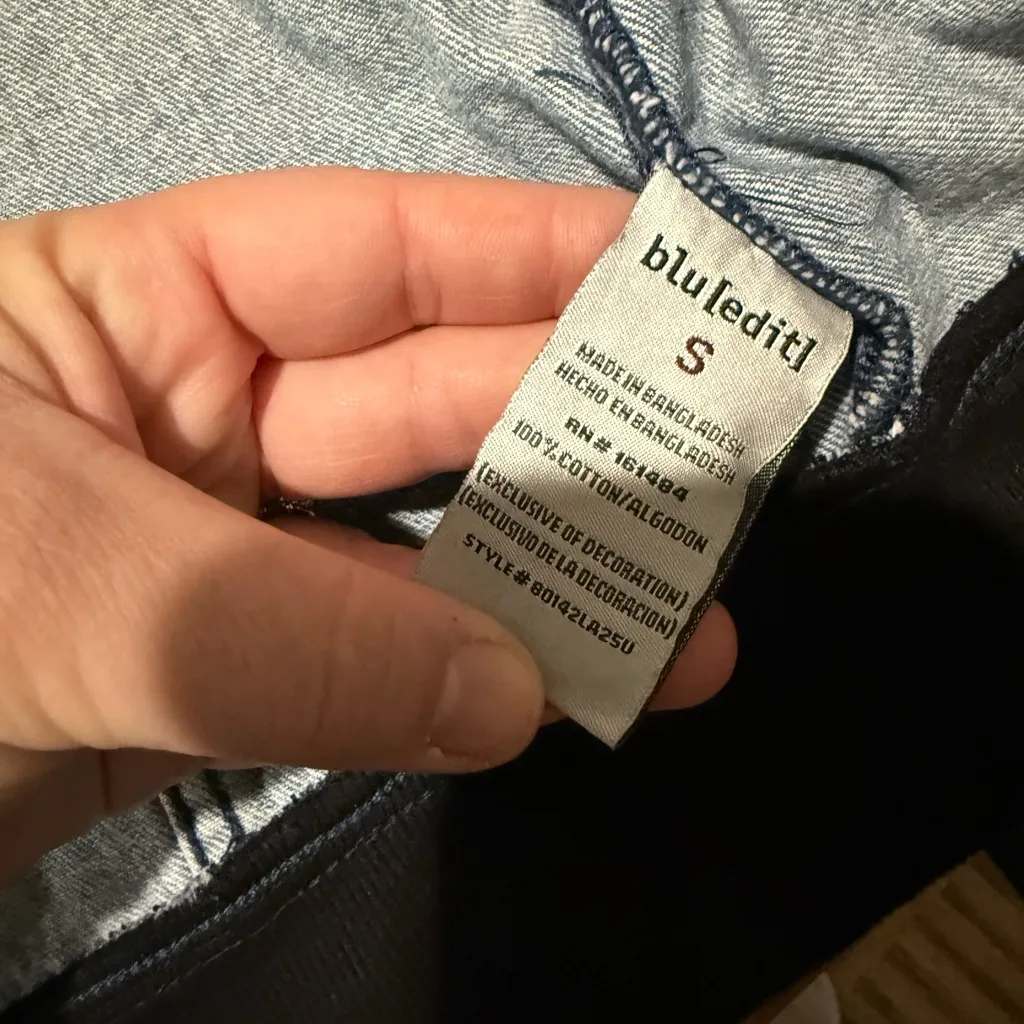 blu[edit]
S
MADE IN BANGLADESH
HECHO EN BANGLADESH
RN # 161484
100% COTTON/ALGODON
(EXCLUSIVE OF DECORATION)
(EXCLUSIVO DE LA DECORACION)
STYLE # 80142LA25U